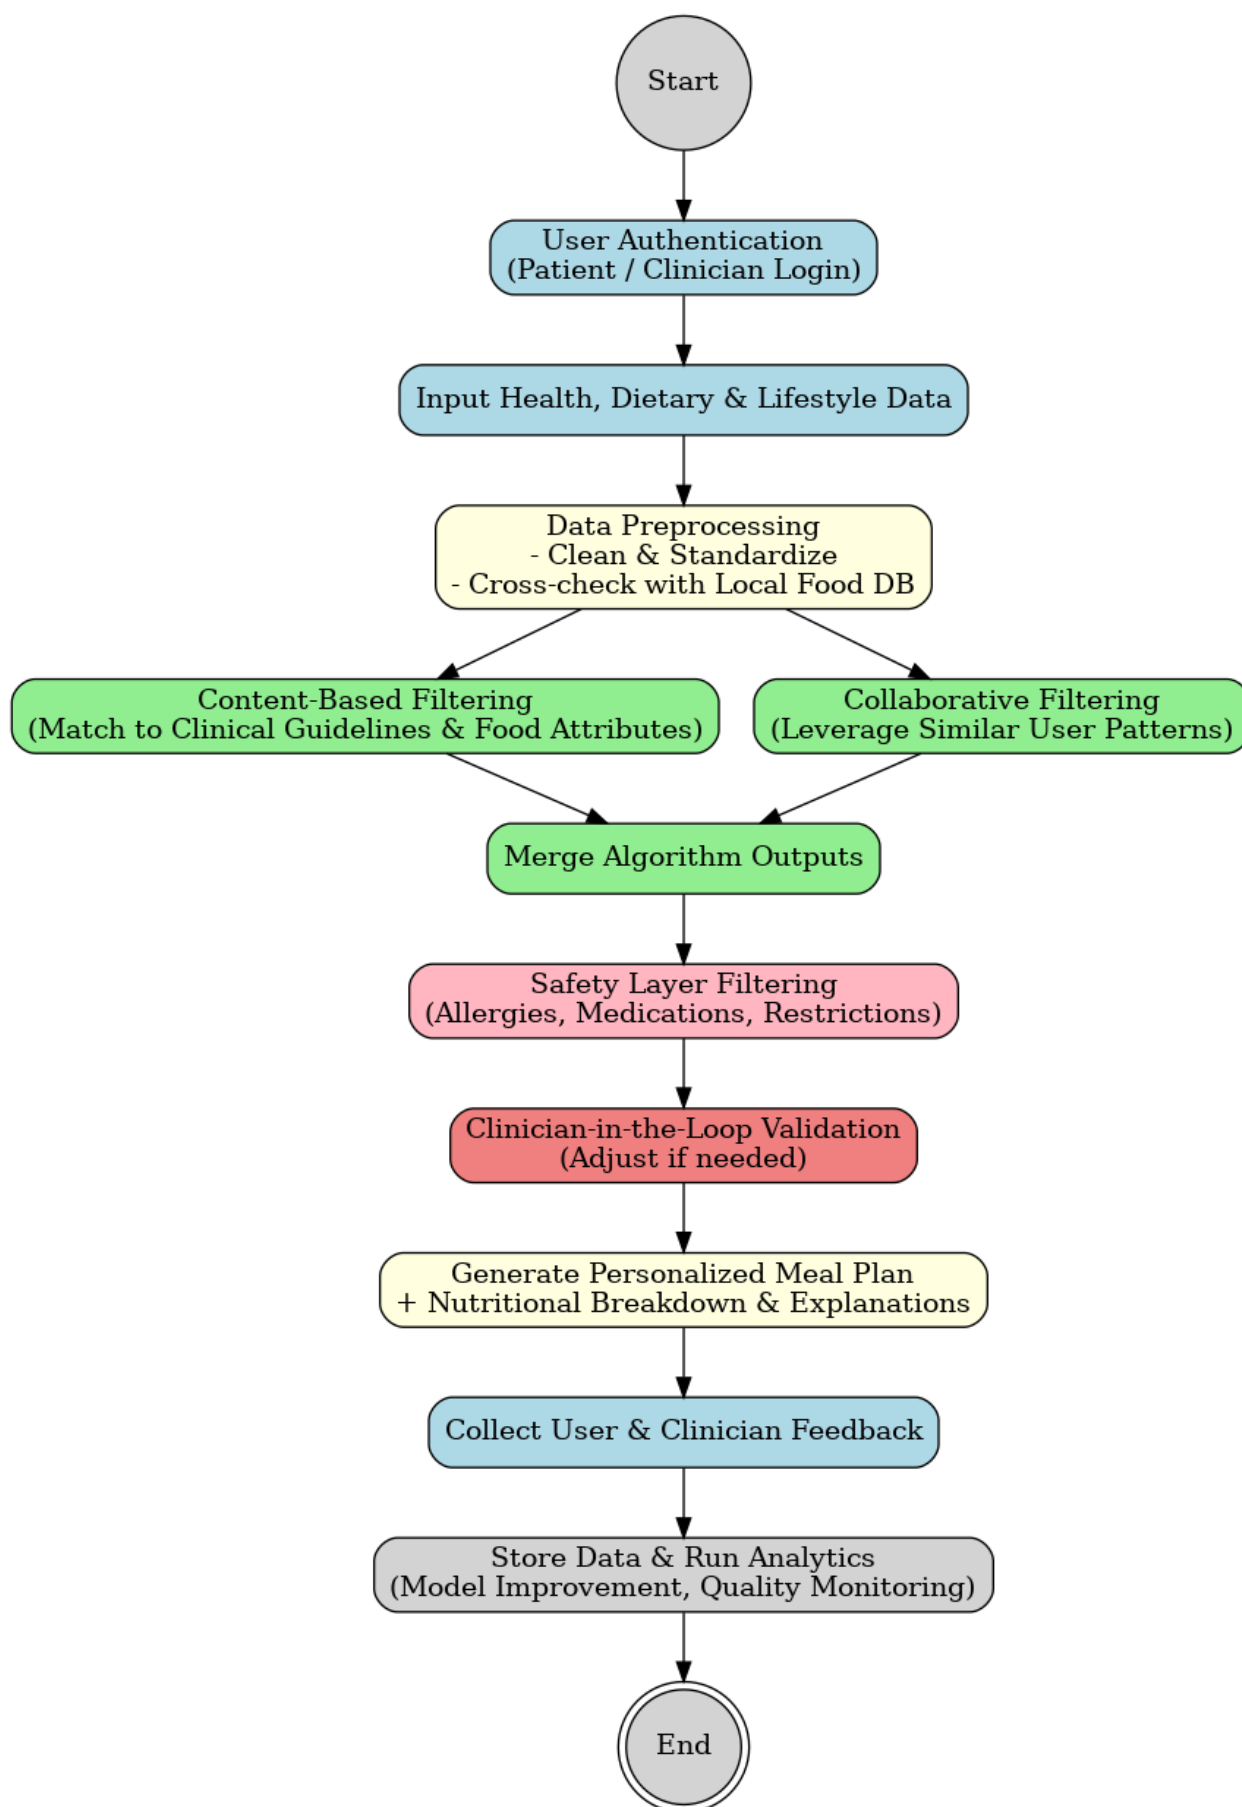 Start
User Authentication
(Patient / Clinician Login)
Input Health, Dietary & Lifestyle Data
Data Preprocessing
- Clean & Standardize
- Cross-check with Local Food DB
Content-Based Filtering
(Match to Clinical Guidelines & Food Attributes)
Collaborative Filtering
(Leverage Similar User Patterns)
Merge Algorithm Outputs
Safety Layer Filtering
(Allergies, Medications, Restrictions)
Clinician-in-the-Loop Validation
(Adjust if needed)
Generate Personalized Meal Plan
+ Nutritional Breakdown & Explanations
Collect User & Clinician Feedback
Store Data & Run Analytics
(Model Improvement, Quality Monitoring)
End